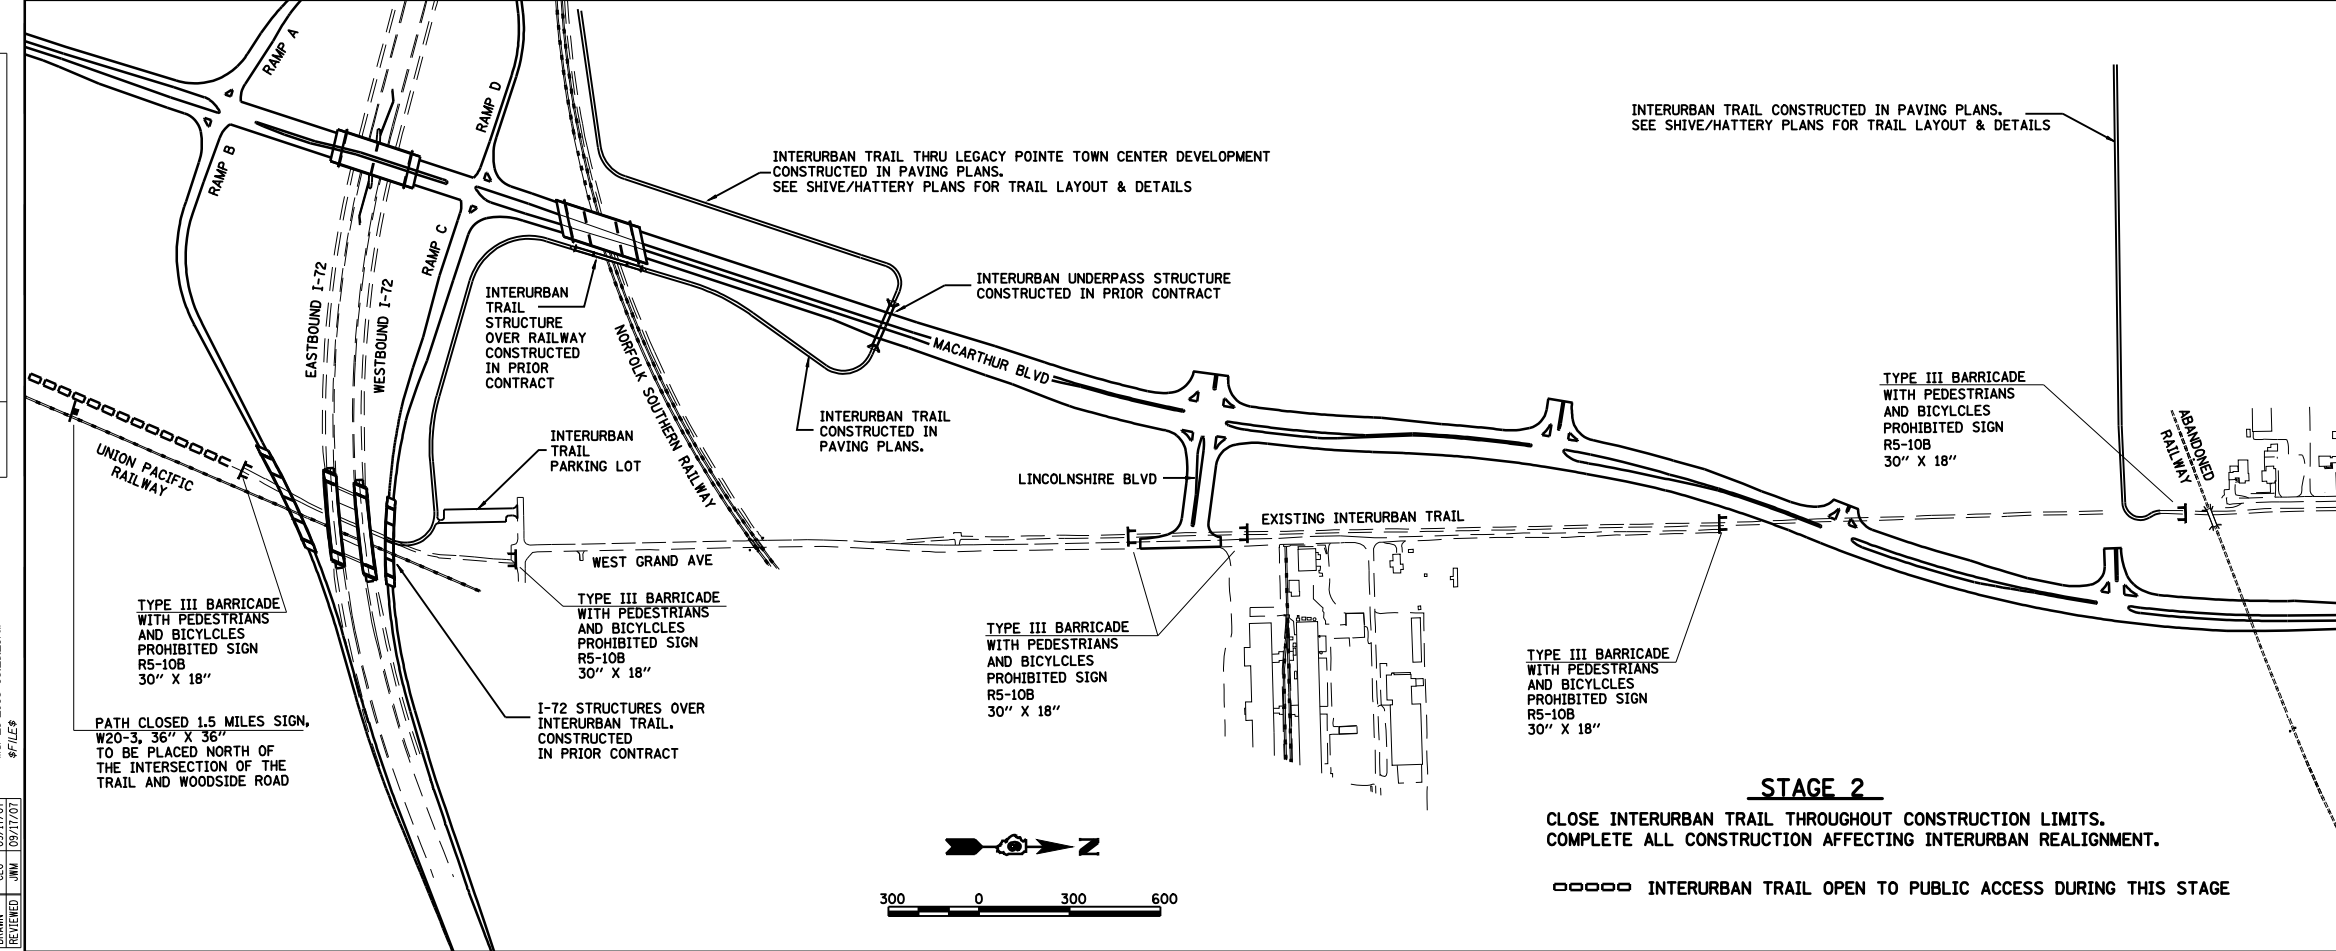 RAMP A
RAMP B
RAMP D
RAMP C
EASTBOUND I-72
WESTBOUND I-72
INTERURBAN TRAIL THRU LEGACY POINTE TOWN CENTER DEVELOPMENT
CONSTRUCTED IN PAVING PLANS.
SEE SHIVE/HATTERY PLANS FOR TRAIL LAYOUT & DETAILS
INTERURBAN TRAIL CONSTRUCTED IN PAVING PLANS.
SEE SHIVE/HATTERY PLANS FOR TRAIL LAYOUT & DETAILS
INTERURBAN UNDERPASS STRUCTURE
CONSTRUCTED IN PRIOR CONTRACT
INTERURBAN
TRAIL
STRUCTURE
OVER RAILWAY
CONSTRUCTED
IN PRIOR
CONTRACT
NORFOLK SOUTHERN RAILWAY
MACARTHUR BLVD
INTERURBAN TRAIL
CONSTRUCTED IN
PAVING PLANS.
TYPE III BARRICADE
WITH PEDESTRIANS
AND BICYLCLES
PROHIBITED SIGN
R5-10B
30" X 18"
ABANDONED
RAILWAY
UNION PACIFIC
RAILWAY
INTERURBAN
TRAIL
PARKING LOT
LINCOLNSHIRE BLVD
EXISTING INTERURBAN TRAIL
WEST GRAND AVE
TYPE III BARRICADE
WITH PEDESTRIANS
AND BICYLCLES
PROHIBITED SIGN
R5-10B
30" X 18"
TYPE III BARRICADE
WITH PEDESTRIANS
AND BICYLCLES
PROHIBITED SIGN
R5-10B
30" X 18"
TYPE III BARRICADE
WITH PEDESTRIANS
AND BICYLCLES
PROHIBITED SIGN
R5-10B
30" X 18"
TYPE III BARRICADE
WITH PEDESTRIANS
AND BICYLCLES
PROHIBITED SIGN
R5-10B
30" X 18"
PATH CLOSED 1.5 MILES SIGN,
W20-3, 36" X 36"
TO BE PLACED NORTH OF
THE INTERSECTION OF THE
TRAIL AND WOODSIDE ROAD
I-72 STRUCTURES OVER
INTERURBAN TRAIL.
CONSTRUCTED
IN PRIOR CONTRACT
STAGE 2
CLOSE INTERURBAN TRAIL THROUGHOUT CONSTRUCTION LIMITS.
COMPLETE ALL CONSTRUCTION AFFECTING INTERURBAN REALIGNMENT.
INTERURBAN TRAIL OPEN TO PUBLIC ACCESS DURING THIS STAGE
N
300 0 300 600
$FILE$
REVIEWED JWM 09/17/07